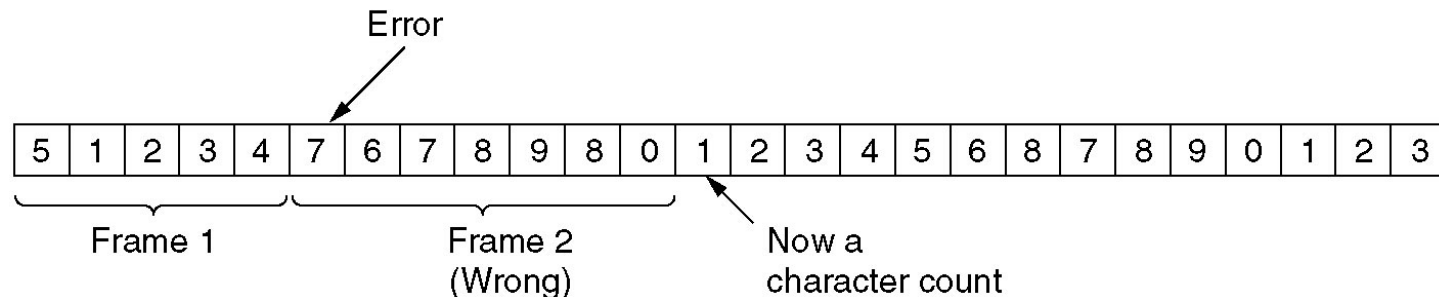 Error
5 1 2 3 4 7 6 7 8 9 8 0 1 2 3 4 5 6 8 7 8 9 0 1 2 3
Frame 1 Frame 2 Now a
(Wrong) character count